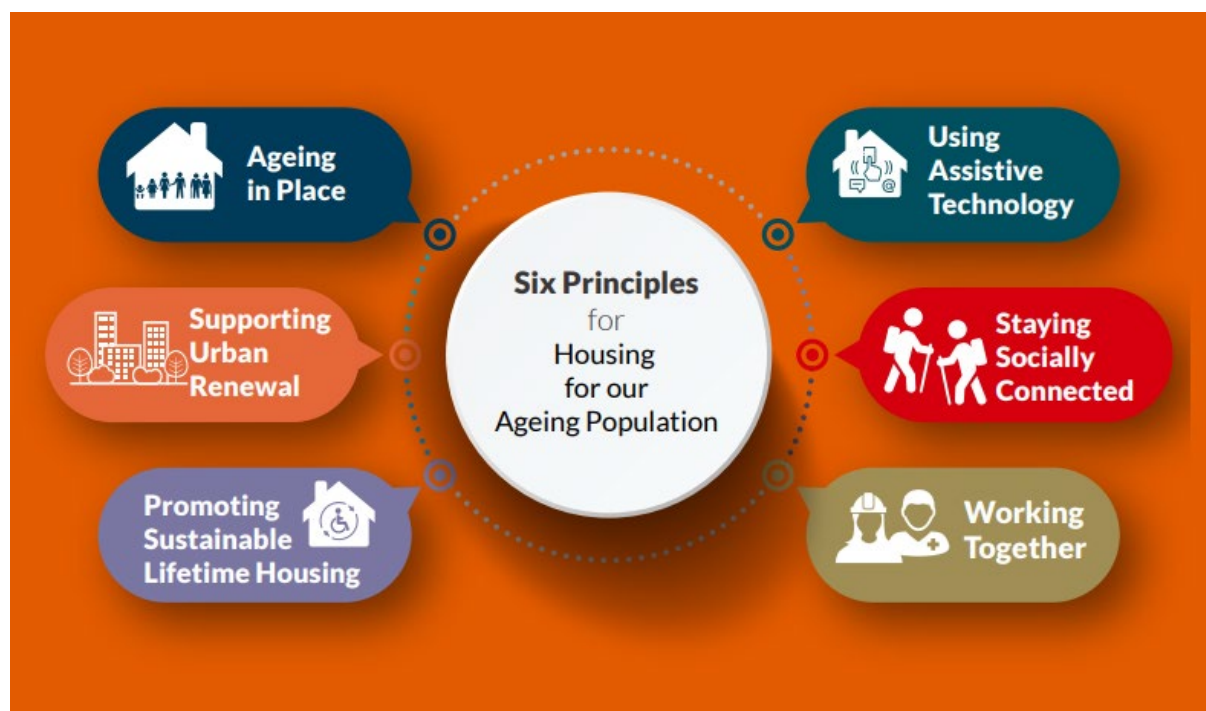 Ageing
in Place
Supporting
Urban
Renewal
Promoting
Sustainable
Lifetime Housing
Six Principles
for
Housing
for our
Ageing Population
Using
Assistive
Technology
@
Staying
Socially
Connected
Working
Together